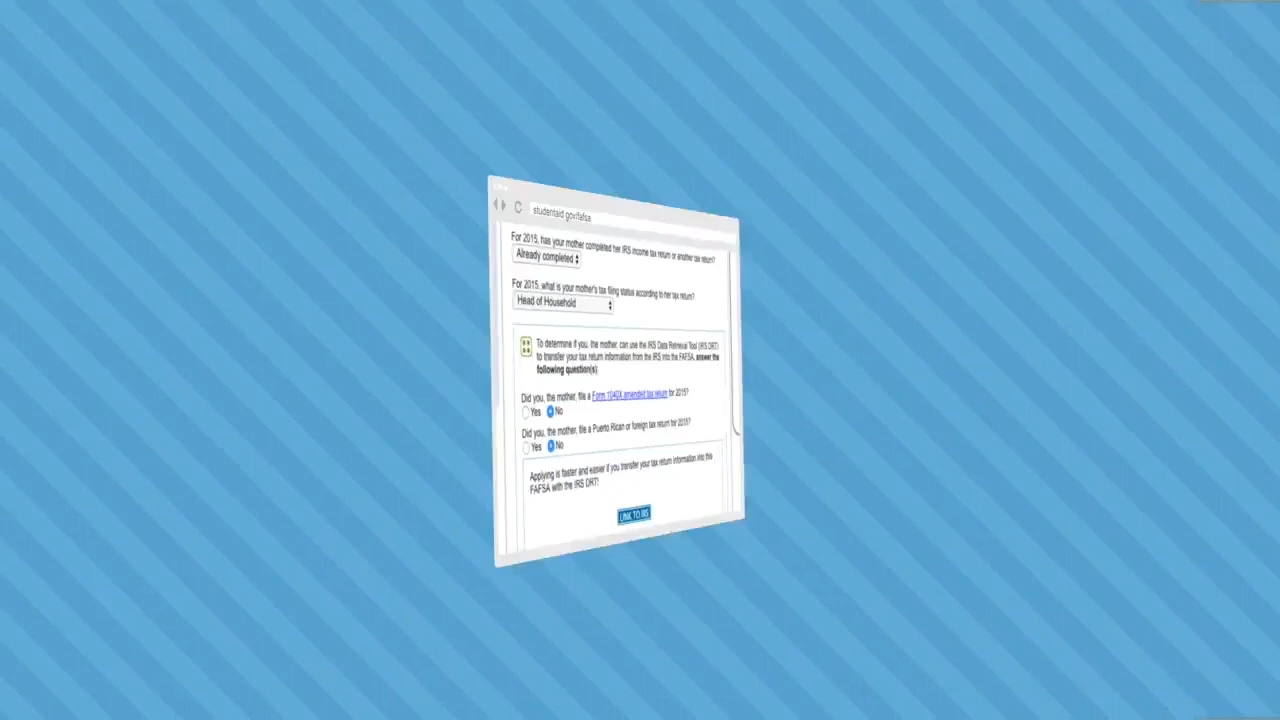 studentaid.gov/fafsa
For 2015, has your mother completed her IRS income tax return or another tax return?
Already completed
For 2015, what is your mother's tax filing status according to her tax return?
Head of Household
To determine if you, the mother, can use the IRS Data Retrieval Tool (IRS DRT)
to transfer your tax return information from the IRS into the FAFSA, answer the
following question(s):
Did you, the mother, file a Form 1040X amended tax return for 2015?
Yes No
Did you, the mother, file a Puerto Rican or foreign tax return for 2015?
Yes No
Applying is faster and easier if you transfer your tax return information into this
FAFSA with the IRS DRT!
LINK TO IRS